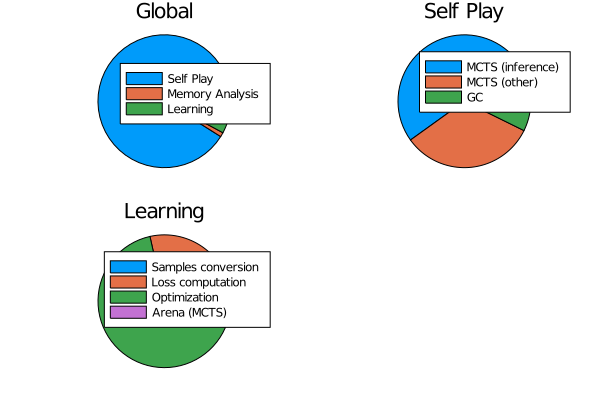 Global
Self Play
Memory Analysis
Learning
Self Play
MCTS (inference)
MCTS (other)
GC
Learning
Samples conversion
Loss computation
Optimization
Arena (MCTS)